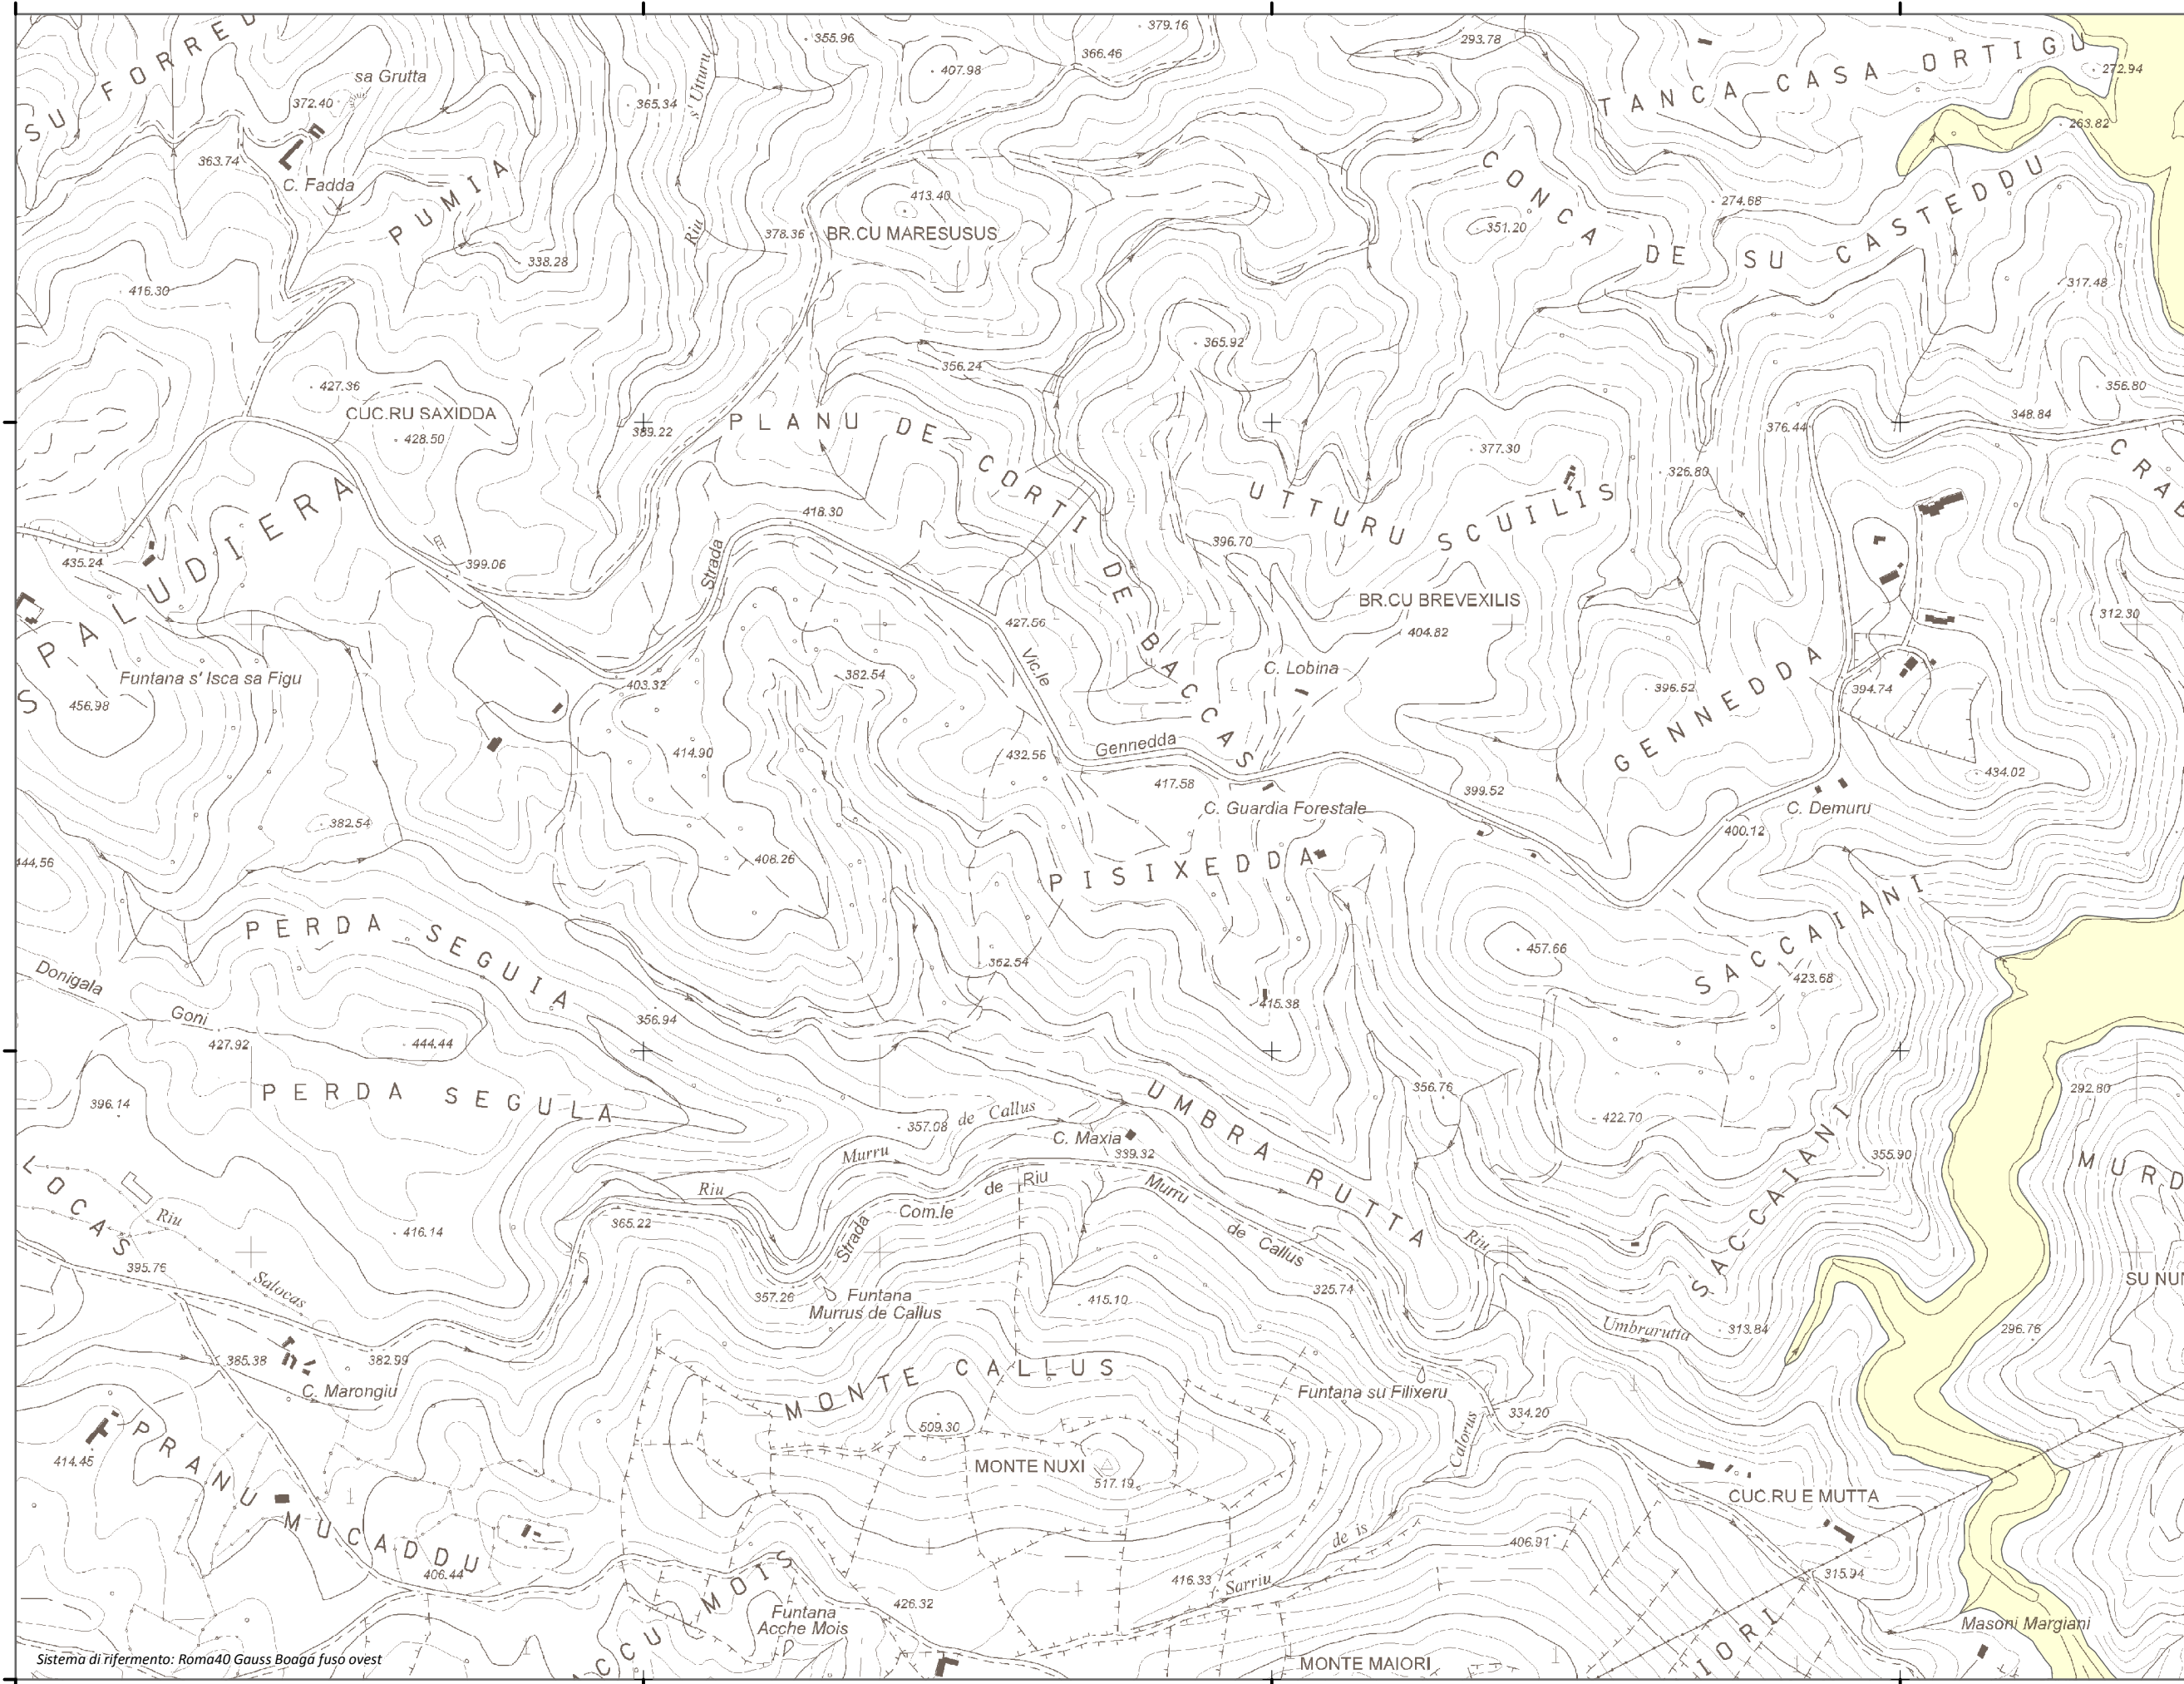 SU FORRED
sa Grutta
372.40
363.74
C. Fadda
PUMIA
338.28
416.30
355.96
407.98
379.16
366.46
293.78
365.34
s' Utturu
Riu
413.40
378.36
BR.CU MARESUSUS
TANCA CASA ORTIGU
272.94
263.82
CONCA DE SU CASTEDDU
274.68
351.20
317.48
356.24
365.92
427.36
CUC.RU SAXIDDA
428.50
389.22
PLANU DE CORTI DE BACCAS
376.44
348.84
356.80
CRAB
377.30
326.80
UTTURU SCUILIS
418.30
396.70
435.24
399.06
S PALUDIERA
Strada
Vic.le
Gennedda
427.56
BR.CU BREVEXILIS
404.82
312.30
Funtana s' Isca sa Figu
456.98
403.32
382.54
C. Lobina
396.52
GENNEDDA
394.74
414.90
432.56
417.58
C. Guardia Forestale
399.52
434.02
C. Demuru
400.12
382.54
444.56
408.26
PISIXEDDA
PERDA SEGUIA
362.54
457.66
SACCAIANI
423.68
Donigala
Goni
427.92
444.44
356.94
415.38
PERDA SEGULA
396.14
357.08
Riu
Murru
de Callus
C. Maxia
339.32
UMBRA RUTTA
356.76
422.70
292.80
355.90
MURD
SACCAIANI
LOCAS
Riu
Salocas
395.76
416.14
365.22
Strada
Com.le
de Riu
Murru
de Callus
Riu
Umbrarutta
SU NUR
357.26
Funtana
Murrus de Callus
415.10
325.74
313.84
296.76
385.38
382.99
C. Marongiu
MONTE CALLUS
Funtana su Filixeru
509.30
334.20
414.45
PRANU MUCADDU
MONTE NUXI
517.19
Calorus
de is
Sarriu
CUC.RU E MUTTA
406.91
406.44
ACCU MOIS
416.33
315.94
Funtana
Acche Mois
426.32
IORI
Masoni Margiani
MONTE MAIORI
Sistema di rifermento: Roma40 Gauss Boaga fuso ovest